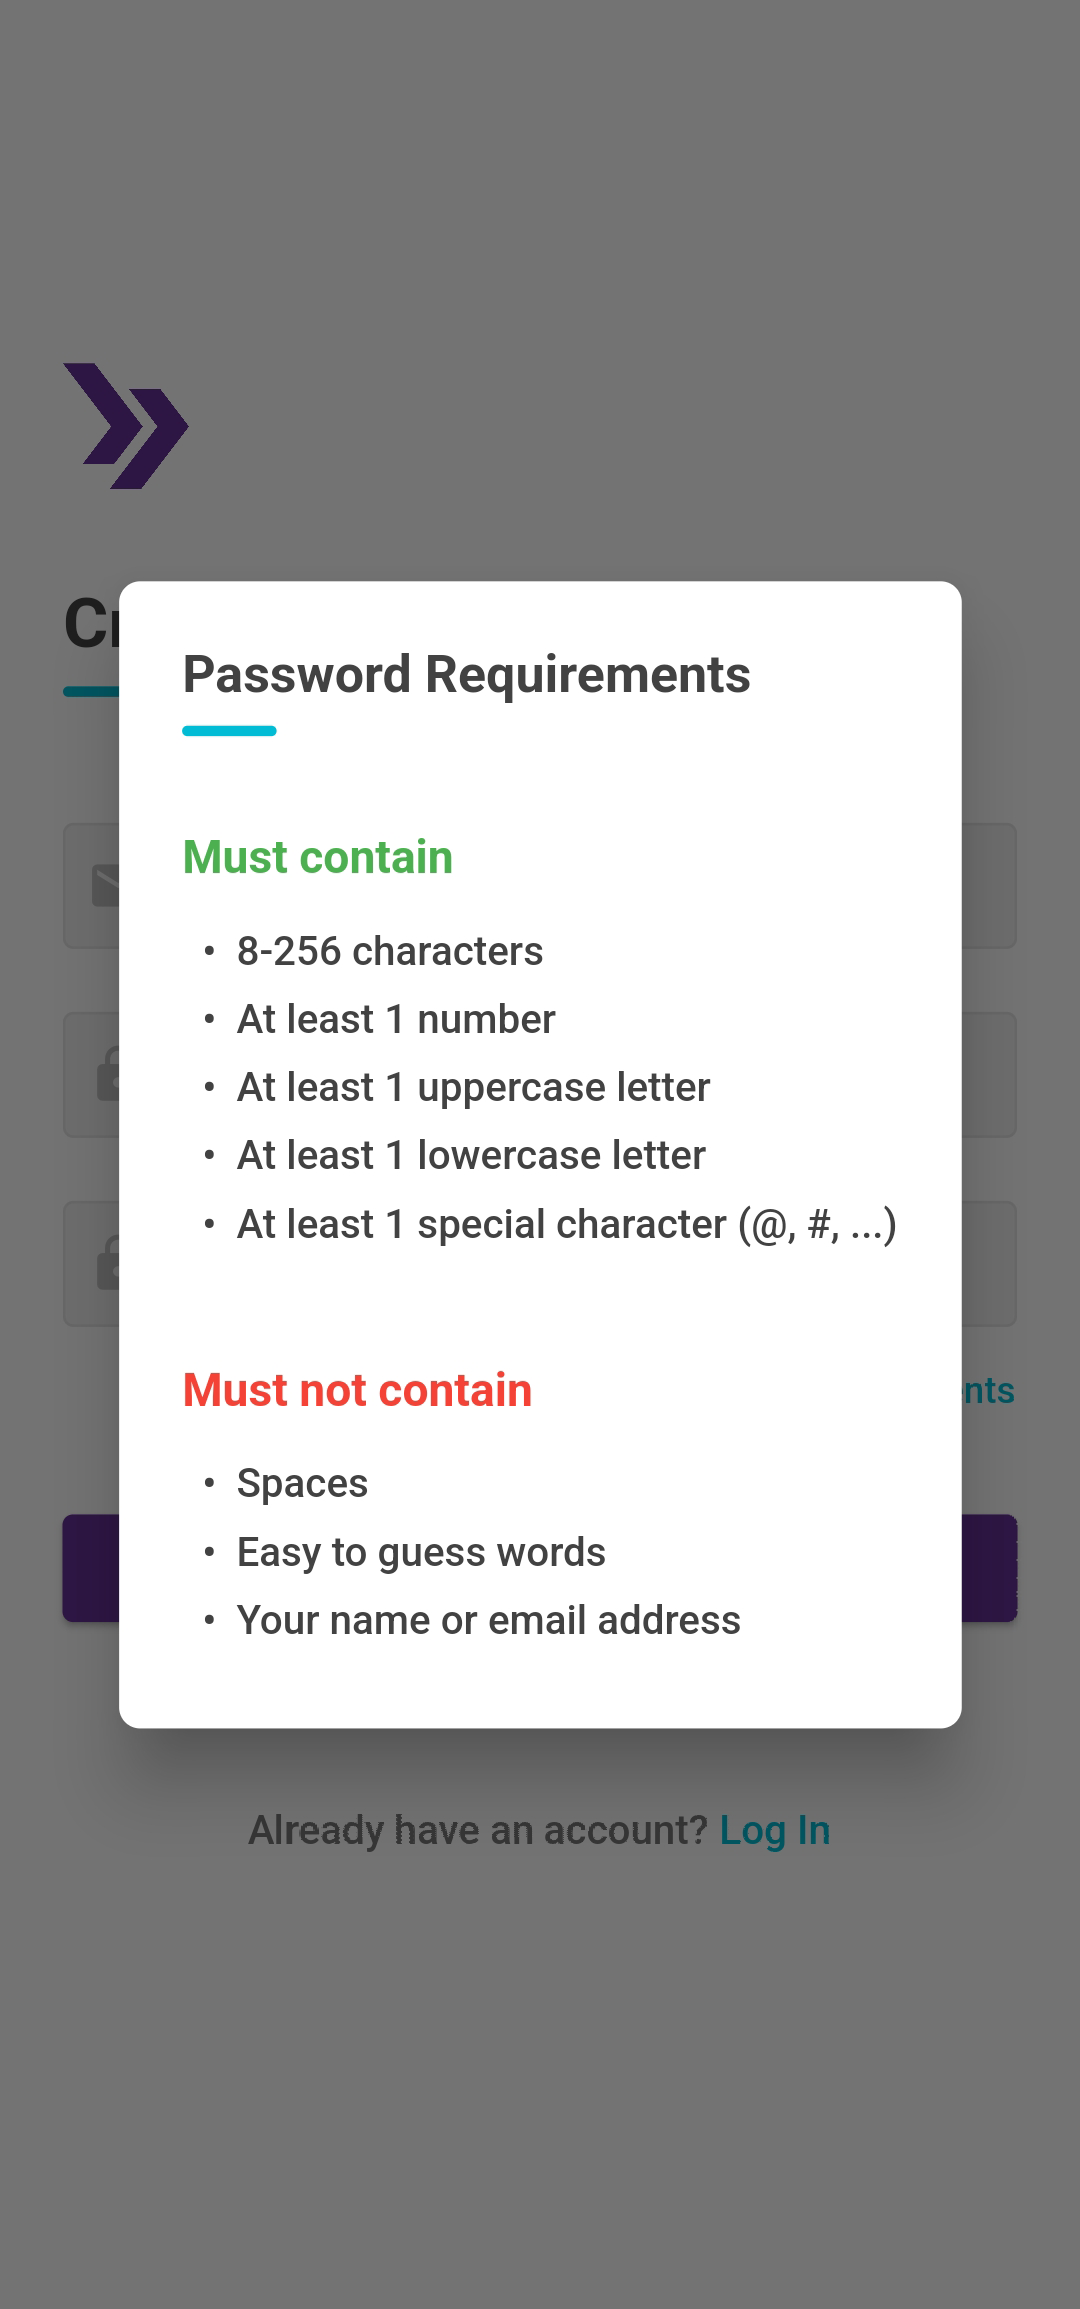 Password Requirements
Must contain
• 8-256 characters
• At least 1 number
• At least 1 uppercase letter
• At least 1 lowercase letter
• At least 1 special character (@, #, ...)
Must not contain
• Spaces
• Easy to guess words
• Your name or email address
Already have an account? Log In